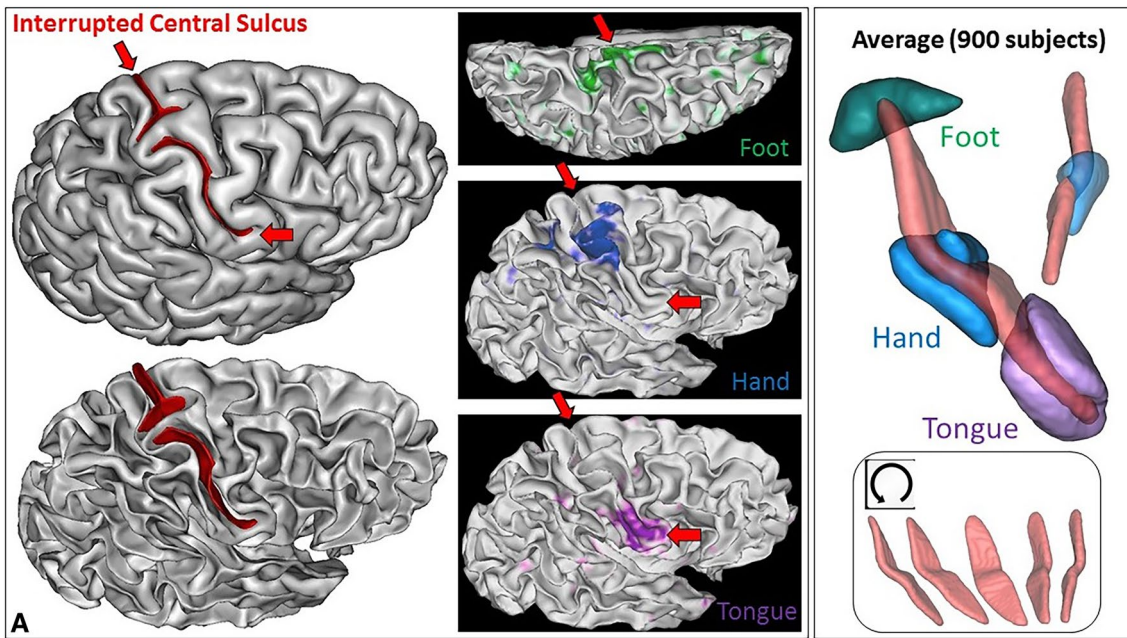 Interrupted Central Sulcus
Foot
Hand
Tongue
A
Average (900 subjects)
Foot
Hand
Tongue